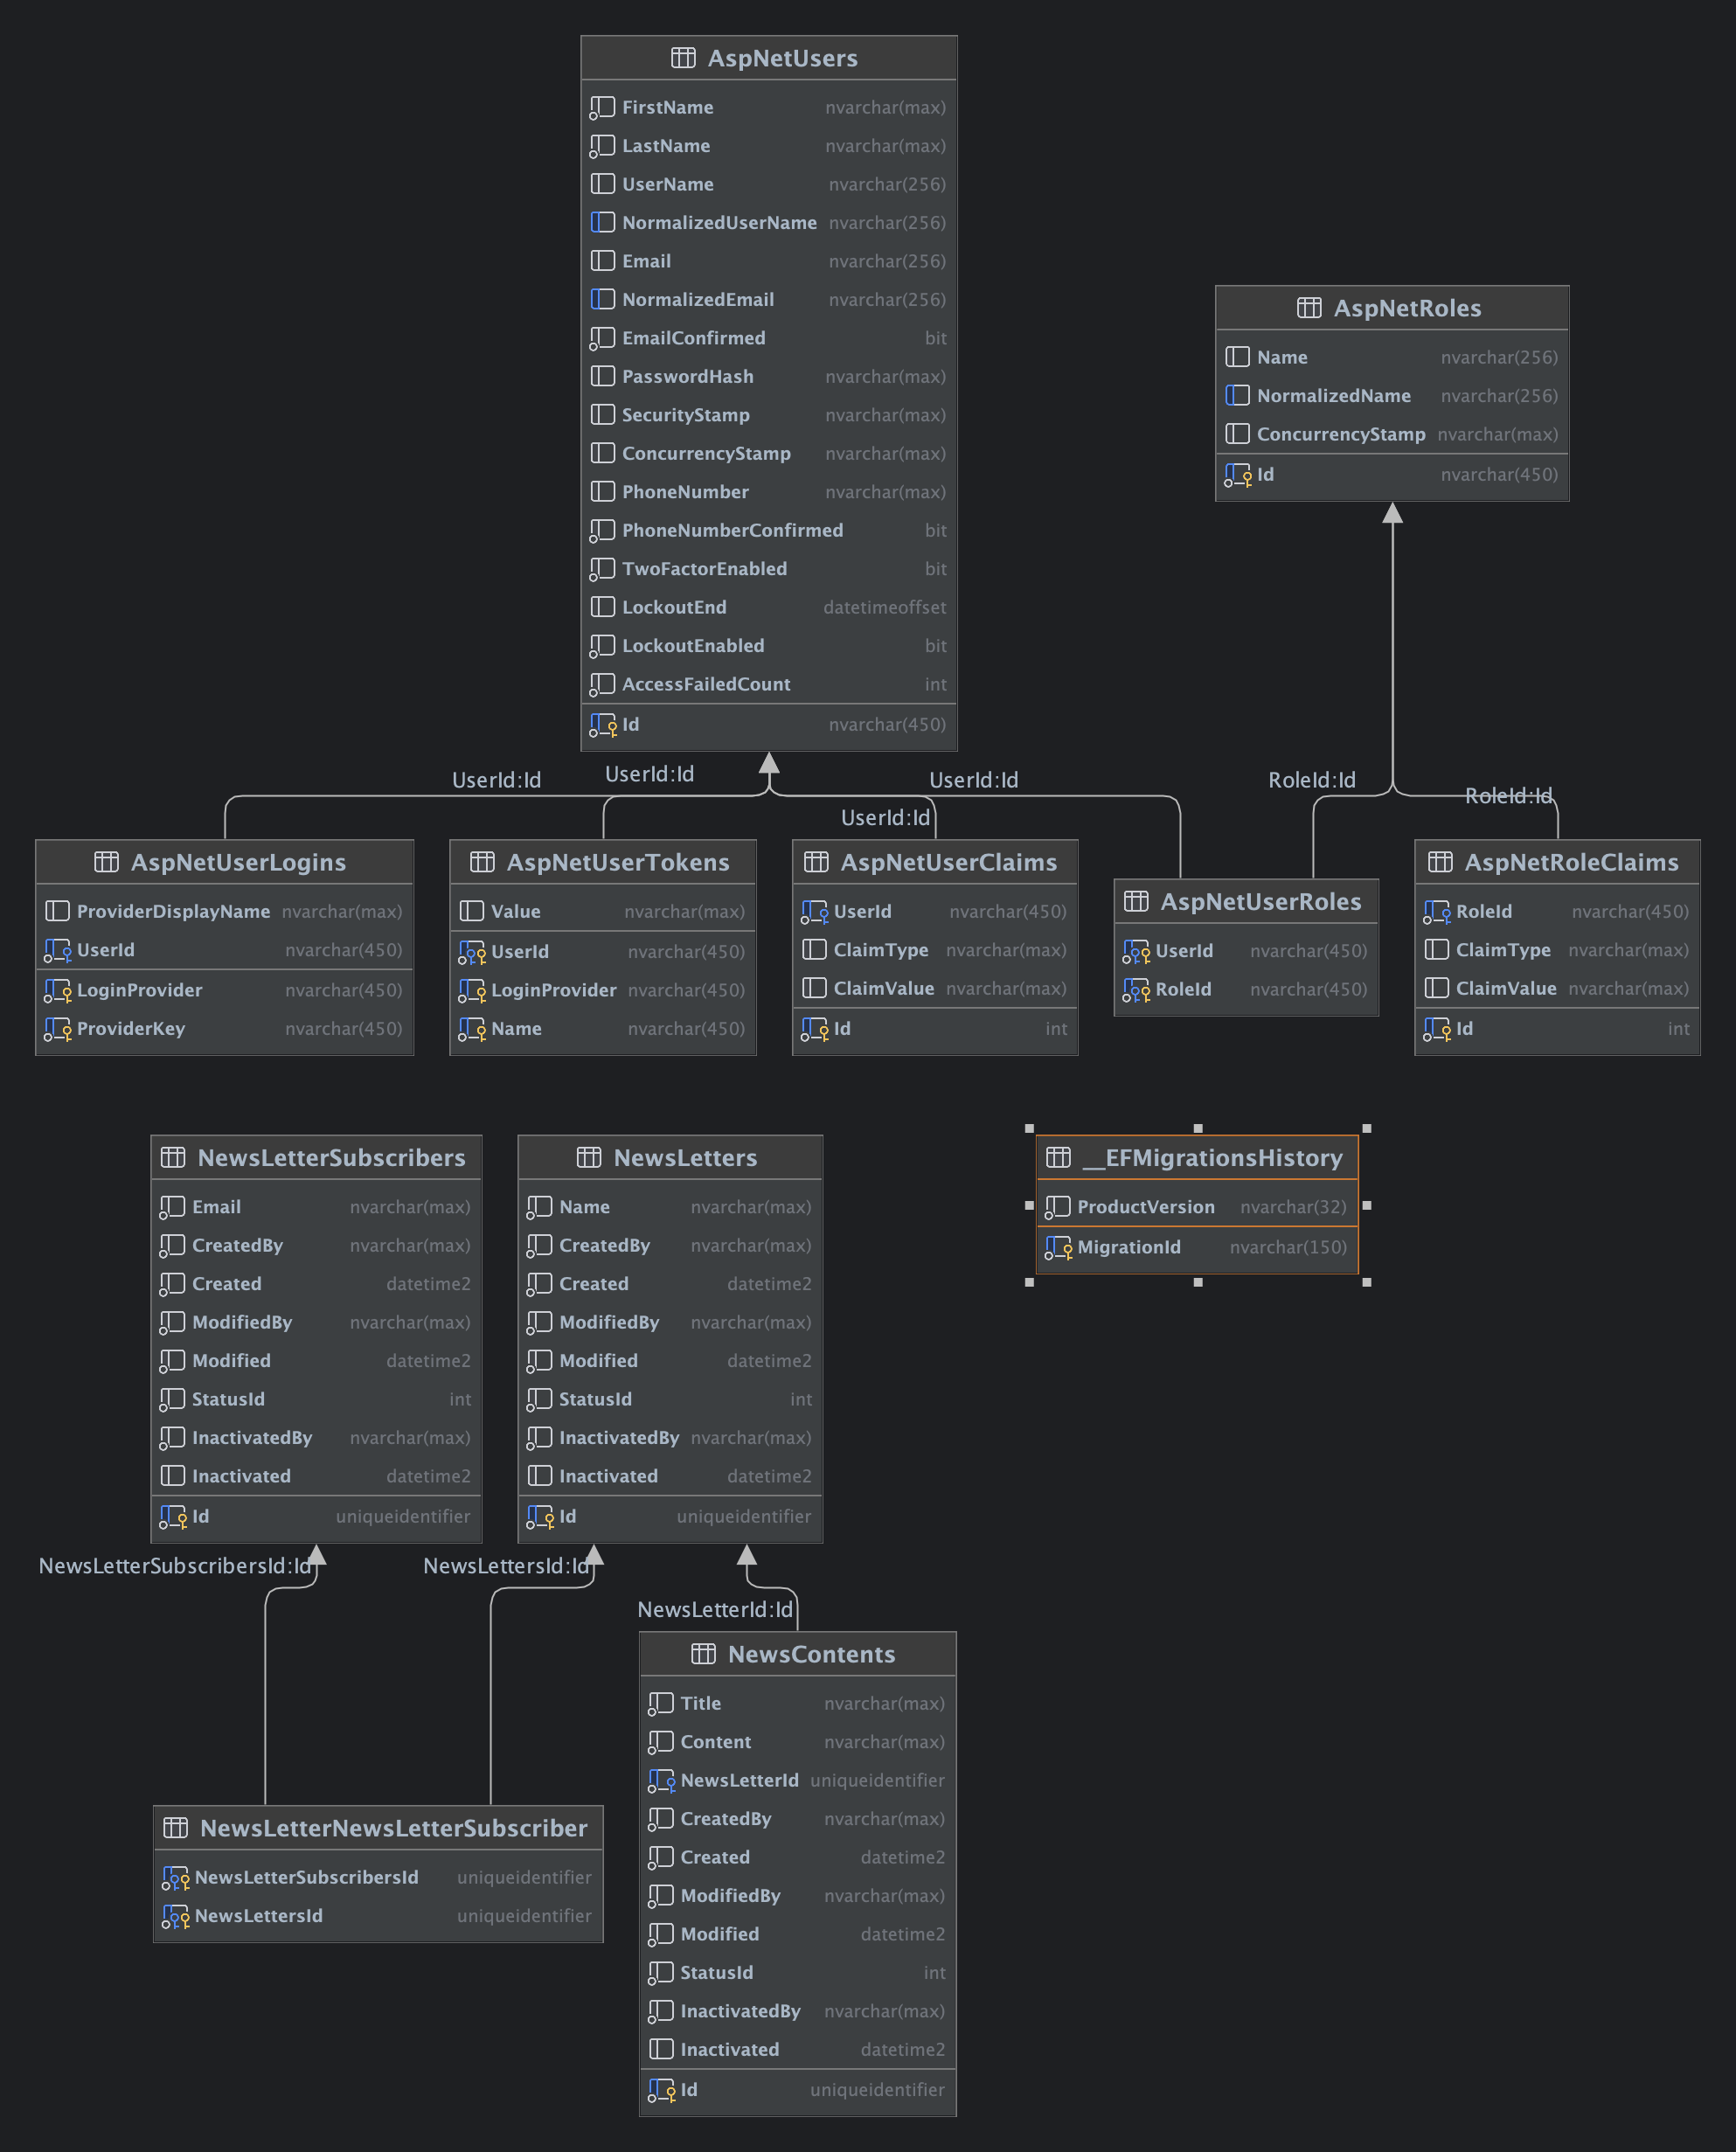 AspNetUsers
FirstName nvarchar(max)
LastName nvarchar(max)
UserName nvarchar(256)
NormalizedUserName nvarchar(256)
Email nvarchar(256)
NormalizedEmail nvarchar(256)
EmailConfirmed bit
PasswordHash nvarchar(max)
SecurityStamp nvarchar(max)
ConcurrencyStamp nvarchar(max)
PhoneNumber nvarchar(max)
PhoneNumberConfirmed bit
TwoFactorEnabled bit
LockoutEnd datetimeoffset
LockoutEnabled bit
AccessFailedCount int
Id nvarchar(450)
AspNetRoles
Name nvarchar(256)
NormalizedName nvarchar(256)
ConcurrencyStamp nvarchar(max)
Id nvarchar(450)
UserId:Id
UserId:Id
UserId:Id
UserId:Id
RoleId:Id
RoleId:Id
AspNetUserLogins
ProviderDisplayName nvarchar(max)
UserId nvarchar(450)
LoginProvider nvarchar(450)
ProviderKey nvarchar(450)
AspNetUserTokens
Value nvarchar(max)
UserId nvarchar(450)
LoginProvider nvarchar(450)
Name nvarchar(450)
AspNetUserClaims
UserId nvarchar(450)
ClaimType nvarchar(max)
ClaimValue nvarchar(max)
Id int
AspNetUserRoles
UserId nvarchar(450)
RoleId nvarchar(450)
AspNetRoleClaims
RoleId nvarchar(450)
ClaimType nvarchar(max)
ClaimValue nvarchar(max)
Id int
NewsLetterSubscribers
Email nvarchar(max)
CreatedBy nvarchar(max)
Created datetime2
ModifiedBy nvarchar(max)
Modified datetime2
StatusId int
InactivatedBy nvarchar(max)
Inactivated datetime2
Id uniqueidentifier
NewsLetters
Name nvarchar(max)
CreatedBy nvarchar(max)
Created datetime2
ModifiedBy nvarchar(max)
Modified datetime2
StatusId int
InactivatedBy nvarchar(max)
Inactivated datetime2
Id uniqueidentifier
__EFMigrationsHistory
ProductVersion nvarchar(32)
MigrationId nvarchar(150)
NewsLetterSubscribersId:Id
NewsLettersId:Id
NewsLetterId:Id
NewsContents
Title nvarchar(max)
Content nvarchar(max)
NewsLetterId uniqueidentifier
CreatedBy nvarchar(max)
Created datetime2
ModifiedBy nvarchar(max)
Modified datetime2
StatusId int
InactivatedBy nvarchar(max)
Inactivated datetime2
Id uniqueidentifier
NewsLetterNewsLetterSubscriber
NewsLetterSubscribersId uniqueidentifier
NewsLettersId uniqueidentifier